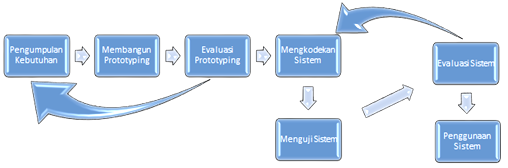 Pengumpulan
Kebutuhan
Membangun
Prototyping
Evaluasi
Prototyping
Mengkodekan
Sistem
Evaluasi Sistem
Menguji Sistem
Penggunaan
Sistem